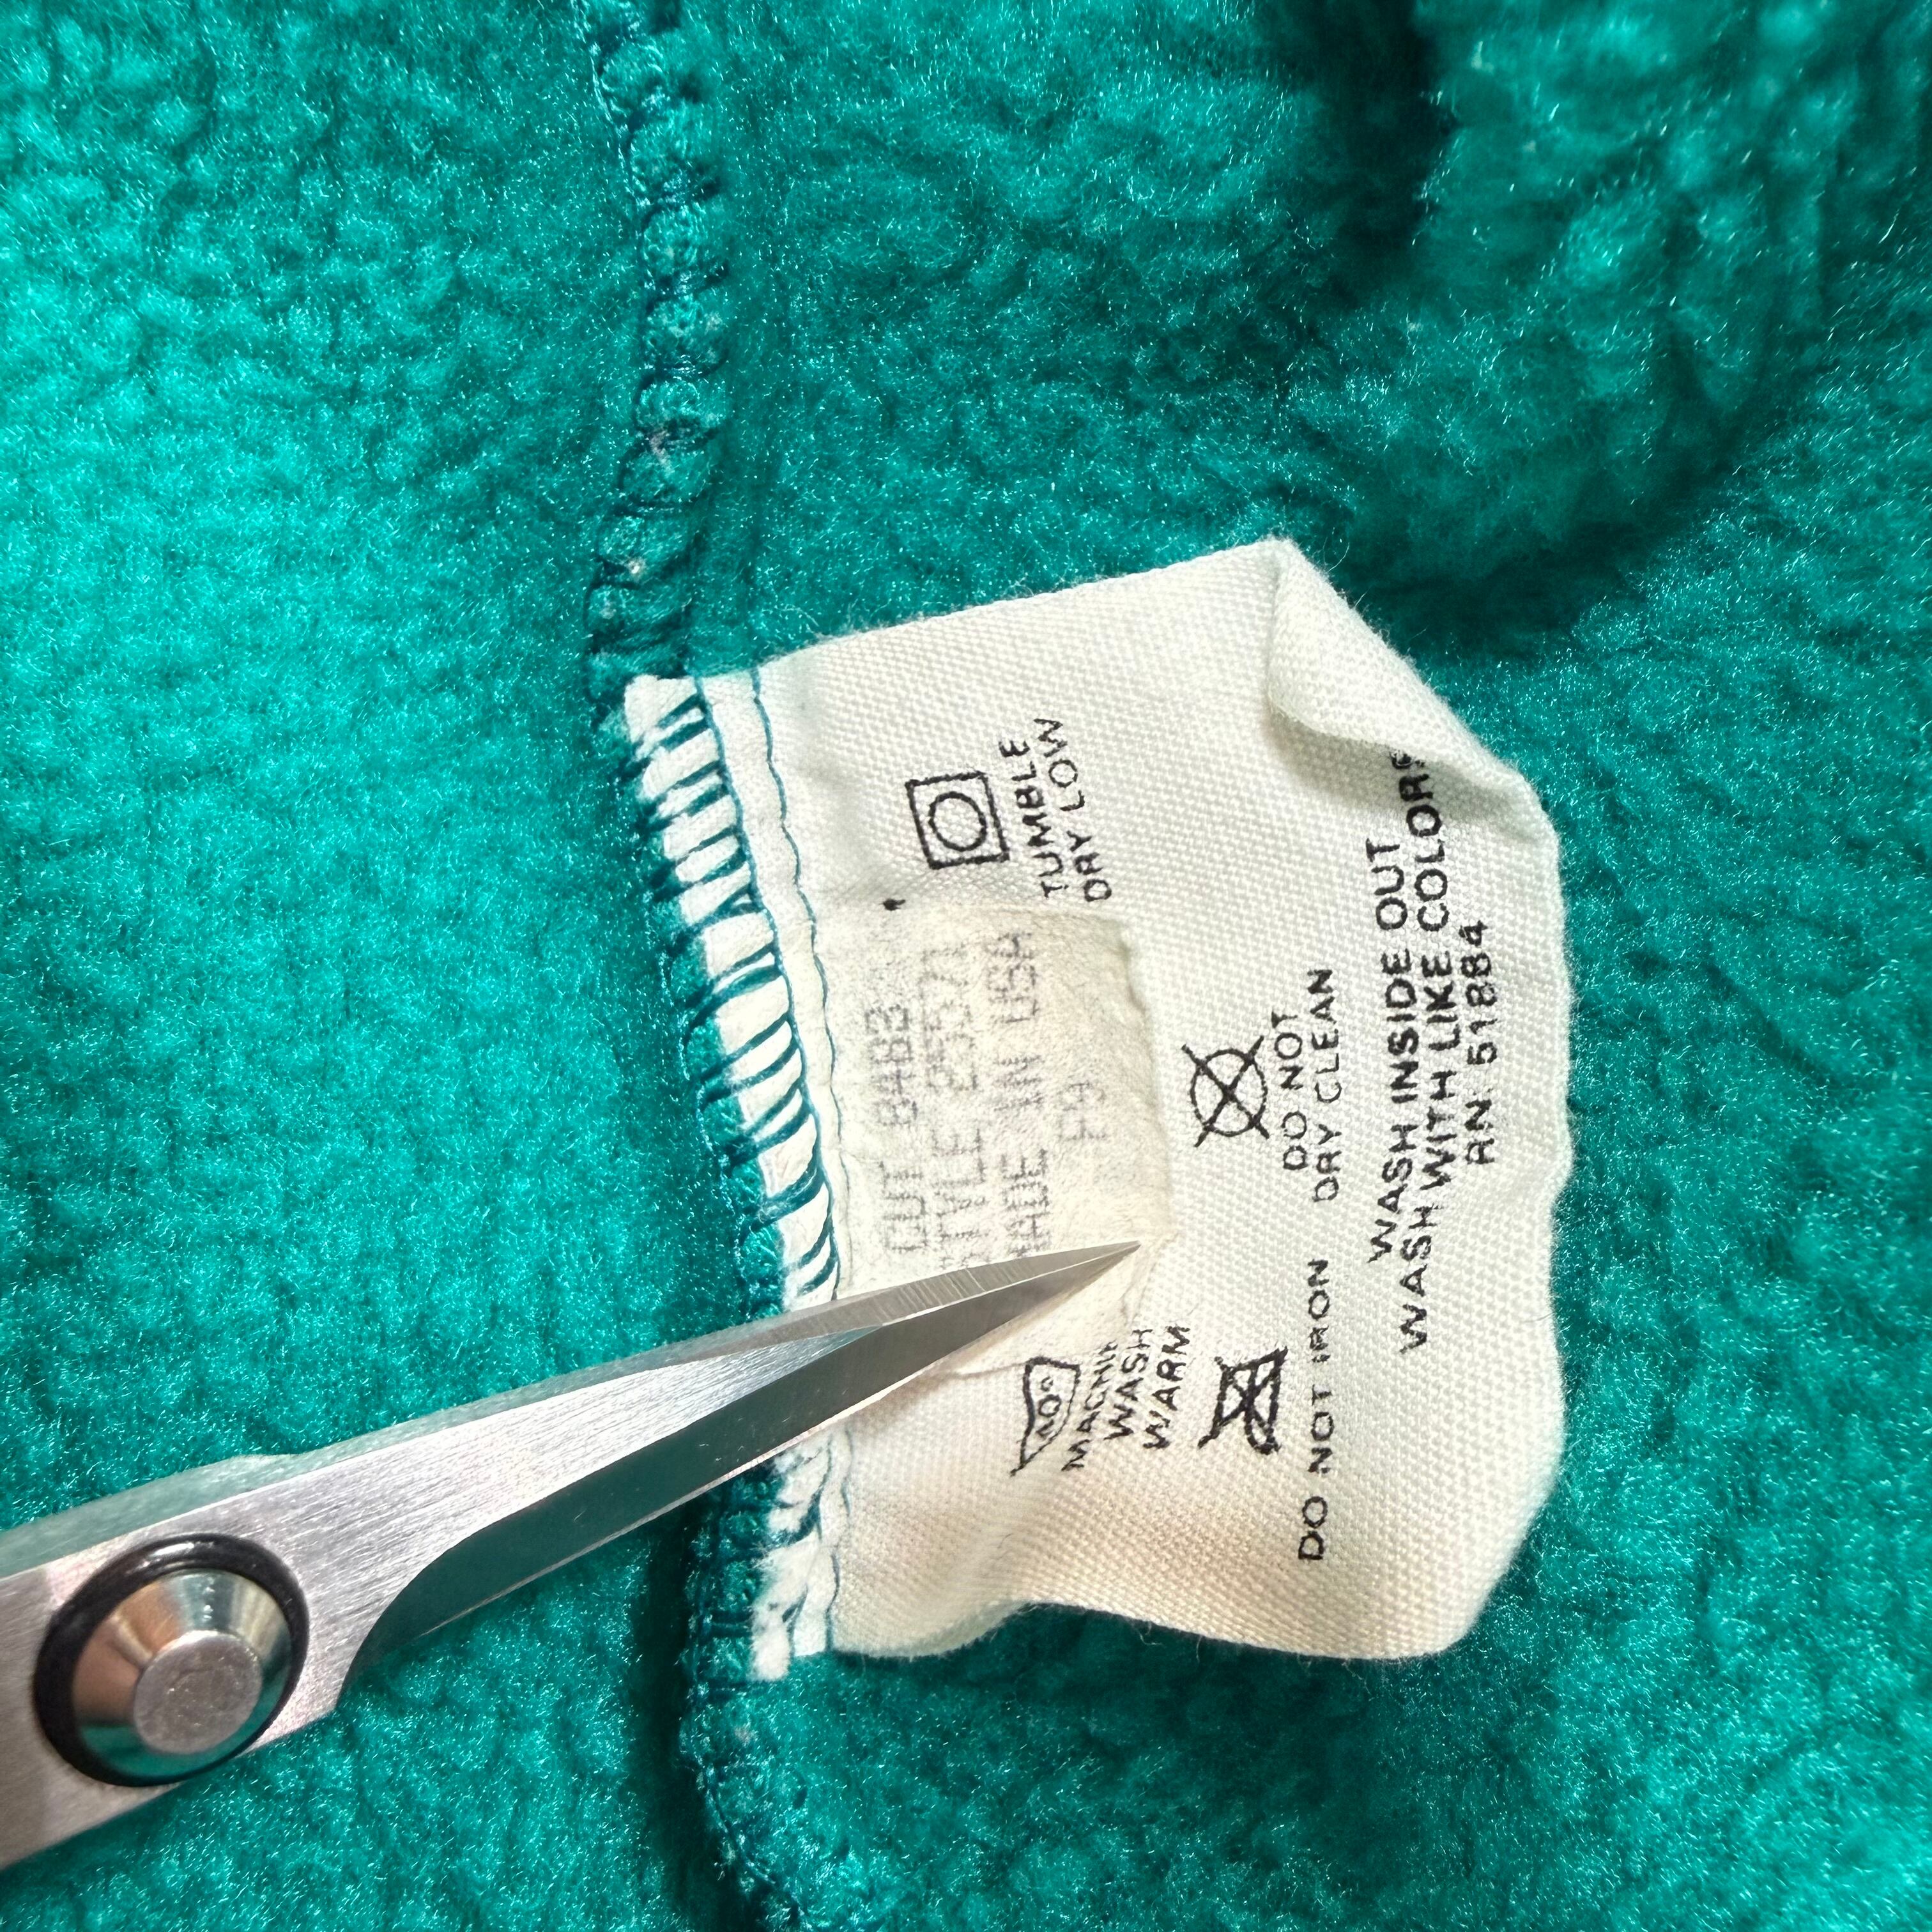 TUMBLE
DRY LOW
CUT 8483
STYLE 25571
MADE IN USA
F9
40°
WASH
WARM
DO NOT
DRY CLEAN
DO NOT IRON
WASH INSIDE OUT
WASH WITH LIKE COLORS
RN: 51884